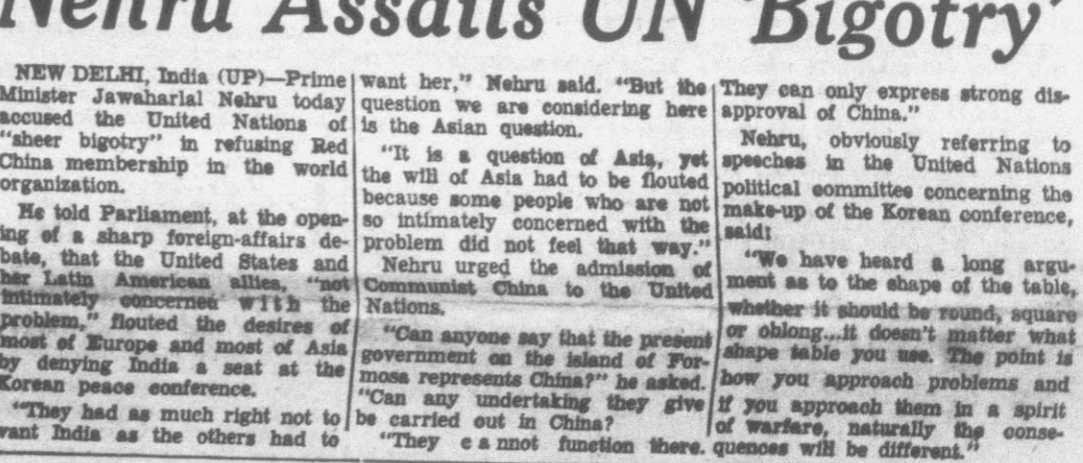 Nehru Assails UN 'Bigotry'
NEW DELHI, India (UP)—Prime
Minister Jawaharlal Nehru today
accused the United Nations of
"sheer bigotry" in refusing Red
China membership in the world
organization.
He told Parliament, at the open-
ing of a sharp foreign-affairs de-
bate, that the United States and
her Latin American allies, "not
intimately concerned with the
problem," flouted the desires of
most of Europe and most of Asia
by denying India a seat at the
Korean peace conference.
"They had as much right not to
want India as the others had to
want her," Nehru said. "But the
question we are considering here
is the Asian question.
"It is a question of Asia, yet
the will of Asia had to be flouted
because some people who are not
so intimately concerned with the
problem did not feel that way."
Nehru urged the admission of
Communist China to the United
Nations.
"Can anyone say that the present
government on the island of For-
mosa represents China?" he asked.
"Can any undertaking they give
be carried out in China?
"They cannot function there.
They can only express strong dis-
approval of China."
Nehru, obviously referring to
speeches in the United Nations
political committee concerning the
make-up of the Korean conference,
said:
"We have heard a long argu-
ment as to the shape of the table,
whether it should be round, square
or oblong...it doesn't matter what
shape table you use. The point is
how you approach problems and
if you approach them in a spirit
of warfare, naturally the conse-
quences will be different."